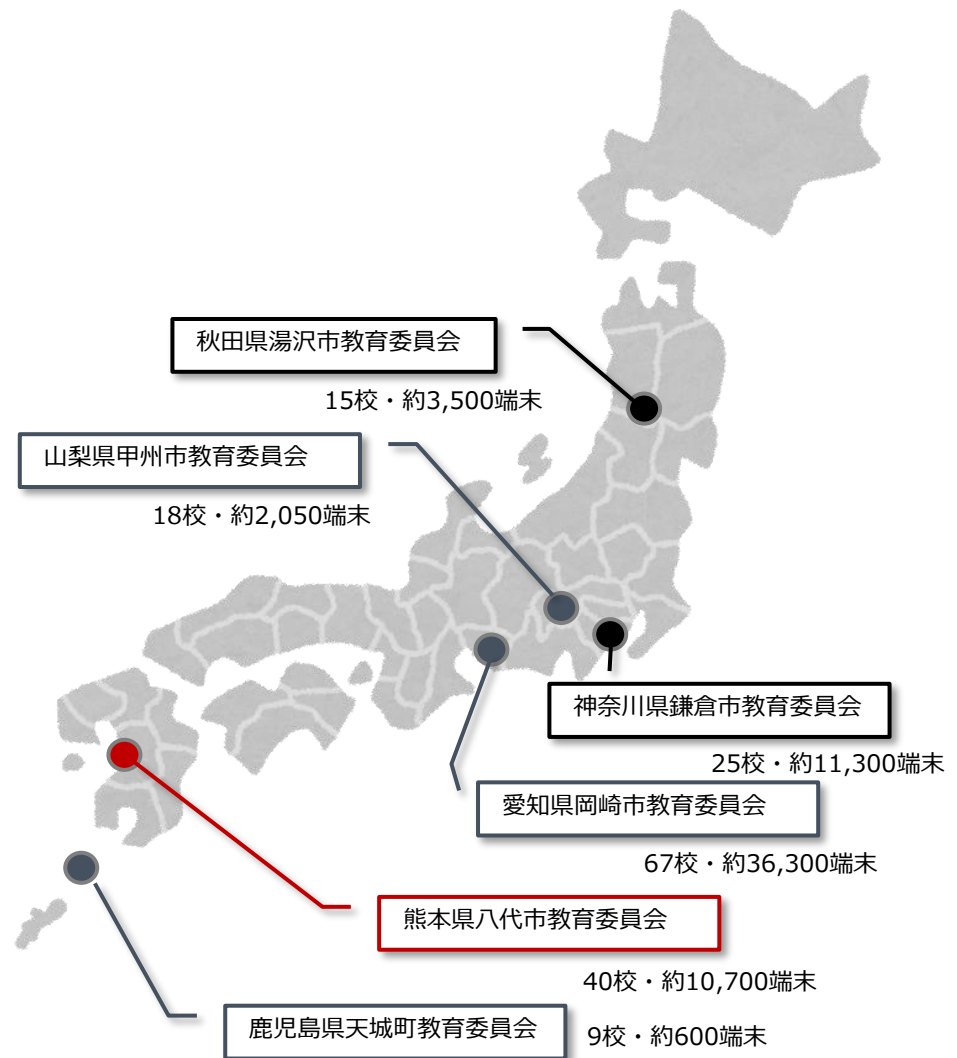 秋田県湯沢市教育委員会
15校・約3,500端末
山梨県甲州市教育委員会
18校・約2,050端末
神奈川県鎌倉市教育委員会
25校・約11,300端末
愛知県岡崎市教育委員会
67校・約36,300端末
熊本県八代市教育委員会
40校・約10,700端末
鹿児島県天城町教育委員会
9校・約600端末